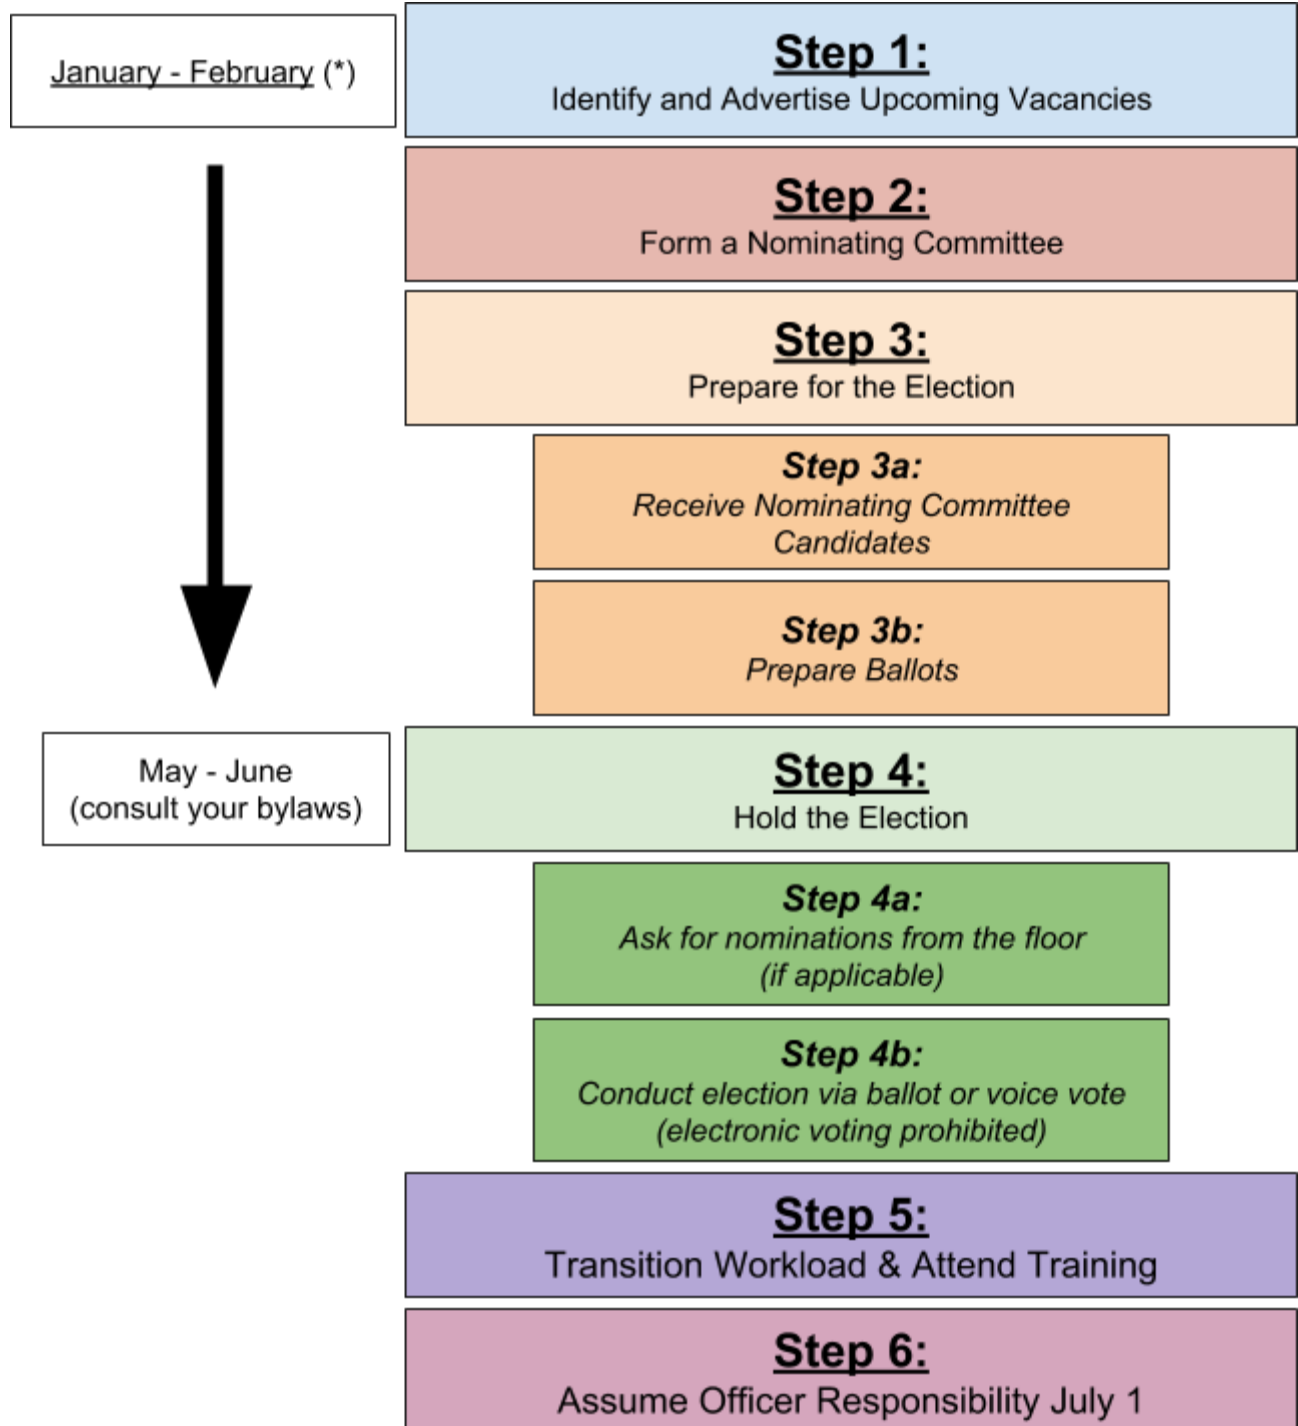 January - February (*)
Step 1:
Identify and Advertise Upcoming Vacancies
Step 2:
Form a Nominating Committee
Step 3:
Prepare for the Election
Step 3a:
Receive Nominating Committee
Candidates
Step 3b:
Prepare Ballots
May - June
(consult your bylaws)
Step 4:
Hold the Election
Step 4a:
Ask for nominations from the floor
(if applicable)
Step 4b:
Conduct election via ballot or voice vote
(electronic voting prohibited)
Step 5:
Transition Workload & Attend Training
Step 6:
Assume Officer Responsibility July 1